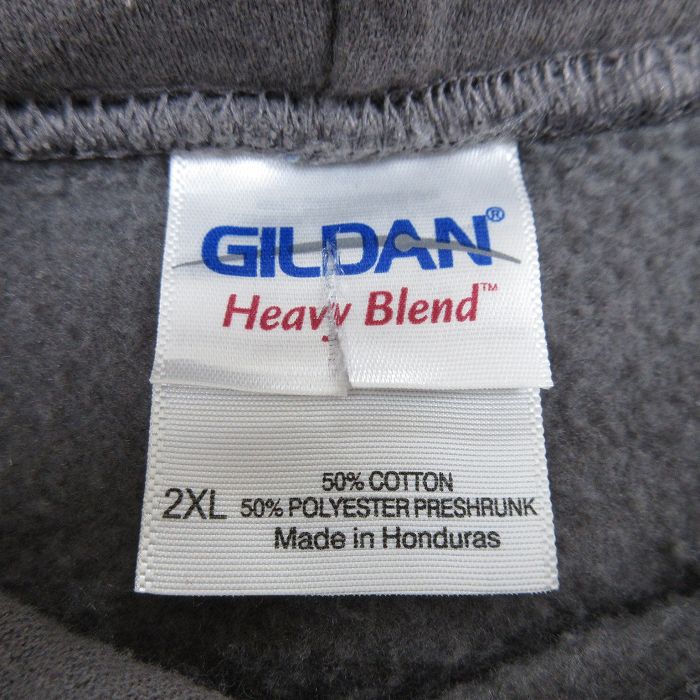 GILDAN®
Heavy Blend™
50% COTTON
2XL 50% POLYESTER PRESHRUNK
Made in Honduras